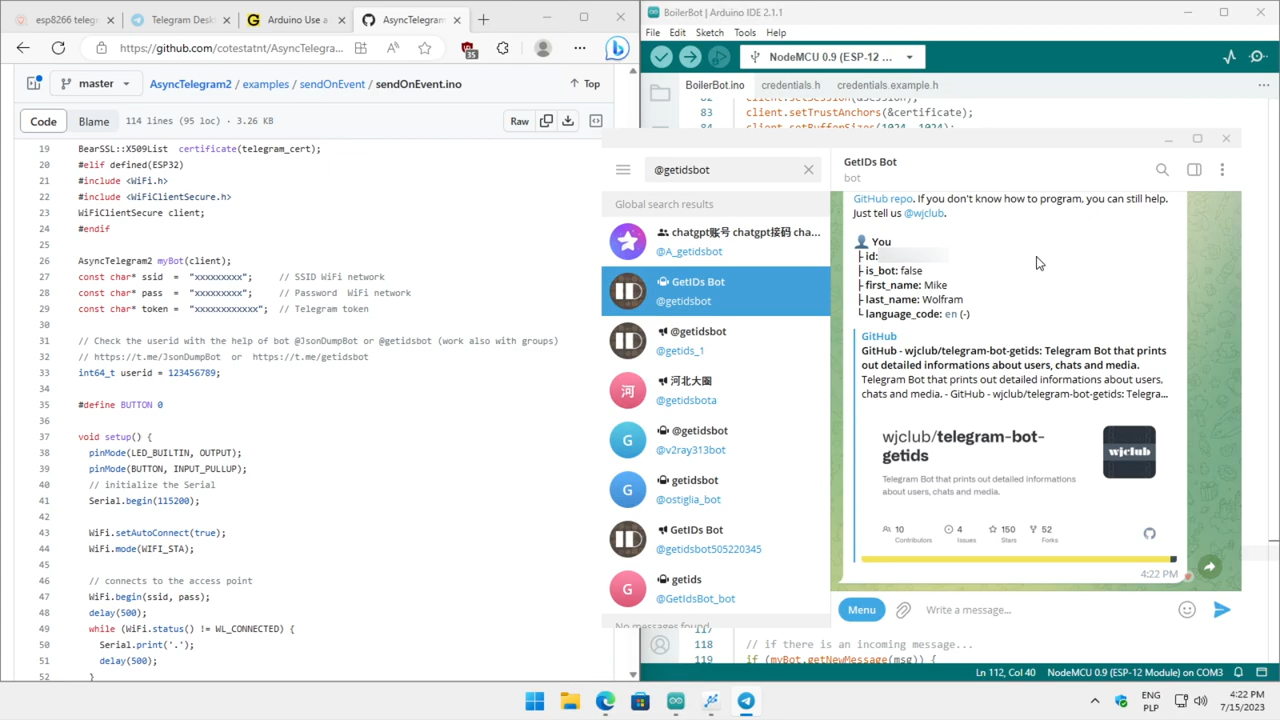 esp8266 telegr
Telegram Desk
Arduino Use a
AsyncTelegram
https://github.com/cotestatnt/AsyncTelegra...
35
master
AsyncTelegram2 / examples / sendOnEvent / sendOnEvent.ino
Top
Code
Blame
114 lines (95 loc) · 3.26 KB
Raw
19 BearSSL::X509List certificate(telegram_cert);
20 #elif defined(ESP32)
21 #include <WiFi.h>
22 #include <WiFiClientSecure.h>
23 WiFiClientSecure client;
24 #endif
25
26 AsyncTelegram2 myBot(client);
27 const char* ssid = "xxxxxxxxx"; // SSID WiFi network
28 const char* pass = "xxxxxxxxx"; // Password WiFi network
29 const char* token = "xxxxxxxxxxxx"; // Telegram token
30
31 // Check the userid with the help of bot @JsonDumpBot or @getidsbot (work also with groups)
32 // https://t.me/JsonDumpBot or https://t.me/getidsbot
33 int64_t userid = 123456789;
34
35 #define BUTTON 0
36
37 void setup() {
38 pinMode(LED_BUILTIN, OUTPUT);
39 pinMode(BUTTON, INPUT_PULLUP);
40 // initialize the Serial
41 Serial.begin(115200);
42
43 WiFi.setAutoConnect(true);
44 WiFi.mode(WIFI_STA);
45
46 // connects to the access point
47 WiFi.begin(ssid, pass);
48 delay(500);
49 while (WiFi.status() != WL_CONNECTED) {
50 Serial.print('.');
51 delay(500);
52 }
BoilerBot | Arduino IDE 2.1.1
File Edit Sketch Tools Help
NodeMCU 0.9 (ESP-12 ...
BoilerBot.ino credentials.h credentials.example.h
82 client.setSession(&session);
83 client.setTrustAnchors(&certificate);
84 client.setBufferSizes(1024, 1024);
@getidsbot
Global search results
chatgpt账号 chatgpt接码 cha...
@A_getidsbot
GetIDs Bot
@getidsbot
@getidsbot
@getids_1
河北大圈
@getidsbota
G
@getidsbot
@v2ray313bot
G
getidsbot
@ostiglia_bot
GetIDs Bot
@getidsbot505220345
G
getids
@GetIdsBot_bot
No messages found
GetIDs Bot
bot
GitHub repo. If you don't know how to program, you can still help.
Just tell us @wjclub.
👤 You
├ id:
├ is_bot: false
├ first_name: Mike
├ last_name: Wolfram
└ language_code: en (-)
GitHub
GitHub - wjclub/telegram-bot-getids: Telegram Bot that prints
out detailed informations about users, chats and media.
Telegram Bot that prints out detailed informations about users,
chats and media. - GitHub - wjclub/telegram-bot-getids: Telegra...
wjclub/telegram-bot-
getids
wjclub
Telegram Bot that prints out detailed informations
about users, chats and media.
10 Contributors
4 Issues
150 Stars
52 Forks
4:22 PM
Menu
Write a message...
117
118 // if there is an incoming message...
119 if (myBot.getNewMessage(msg)) {
Ln 112, Col 40 NodeMCU 0.9 (ESP-12 Module) on COM3
ENG
PLP
4:22 PM
7/15/2023